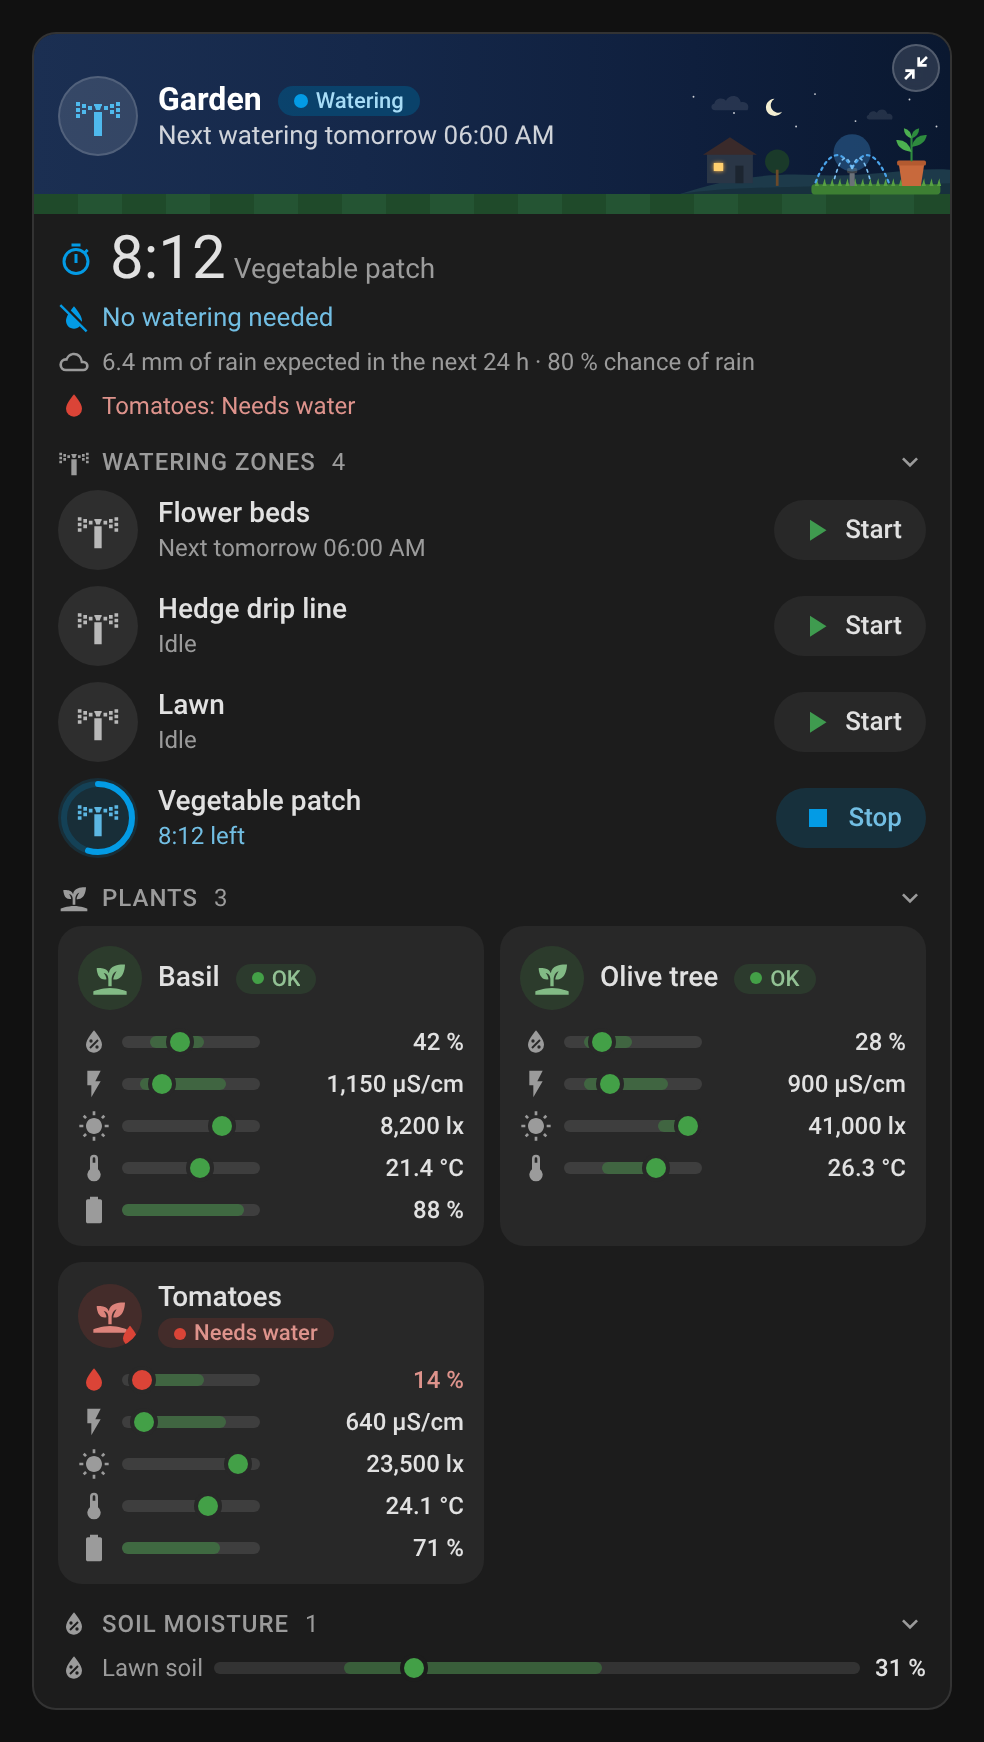 Garden Watering
Next watering tomorrow 06:00 AM
8:12 Vegetable patch
No watering needed
6.4 mm of rain expected in the next 24 h · 80 % chance of rain
Tomatoes: Needs water
WATERING ZONES 4
Flower beds
Next tomorrow 06:00 AM
Start
Hedge drip line
Idle
Start
Lawn
Idle
Start
Vegetable patch
8:12 left
Stop
PLANTS 3
Basil OK
42 %
1,150 µS/cm
8,200 lx
21.4 °C
88 %
Olive tree OK
28 %
900 µS/cm
41,000 lx
26.3 °C
Tomatoes
Needs water
14 %
640 µS/cm
23,500 lx
24.1 °C
71 %
SOIL MOISTURE 1
Lawn soil 31 %